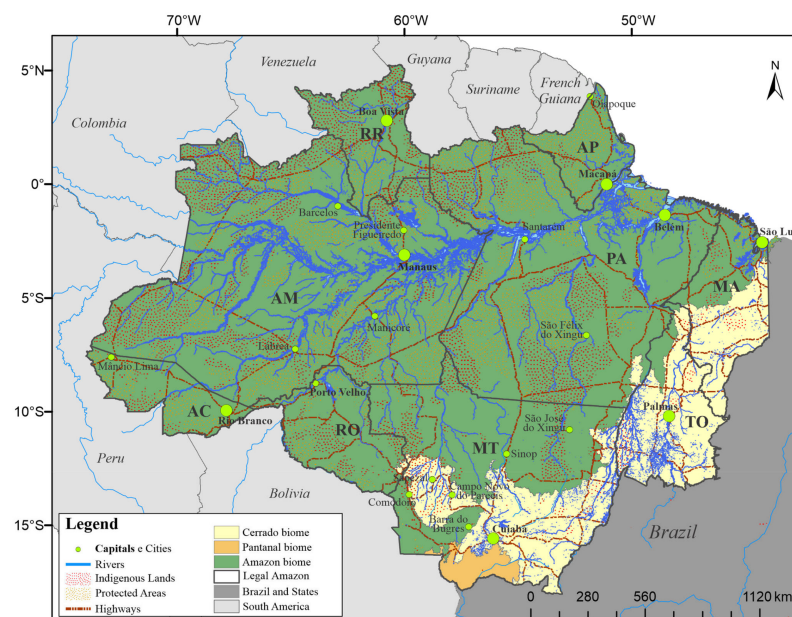 70°W
60°W
50°W
5°N
0°
5°S
10°S
15°S
N
Venezuela
Guyana
Suriname
French
Guiana
Colombia
Peru
Bolivia
Brazil
Boa Vista
RR
Oiapoque
AP
Macapá
Barcelos
Presidente
Figueiredo
Santarém
Belém
São Lu
Manaus
PA
MA
AM
Manicoré
São Félix
do Xingu
Lábrea
Mâncio Lima
Porto Velho
AC
Rio Branco
RO
São José
do Xingu
Palmas
TO
MT
Sinop
Sapezal
Campo Novo
do Parecis
Comodoro
Barra do
Bugres
Cuiabá
Legend
Capitals e Cities
Rivers
Indigenous Lands
Protected Areas
Highways
Cerrado biome
Pantanal biome
Amazon biome
Legal Amazon
Brazil and States
South America
0 280 560 1120 km